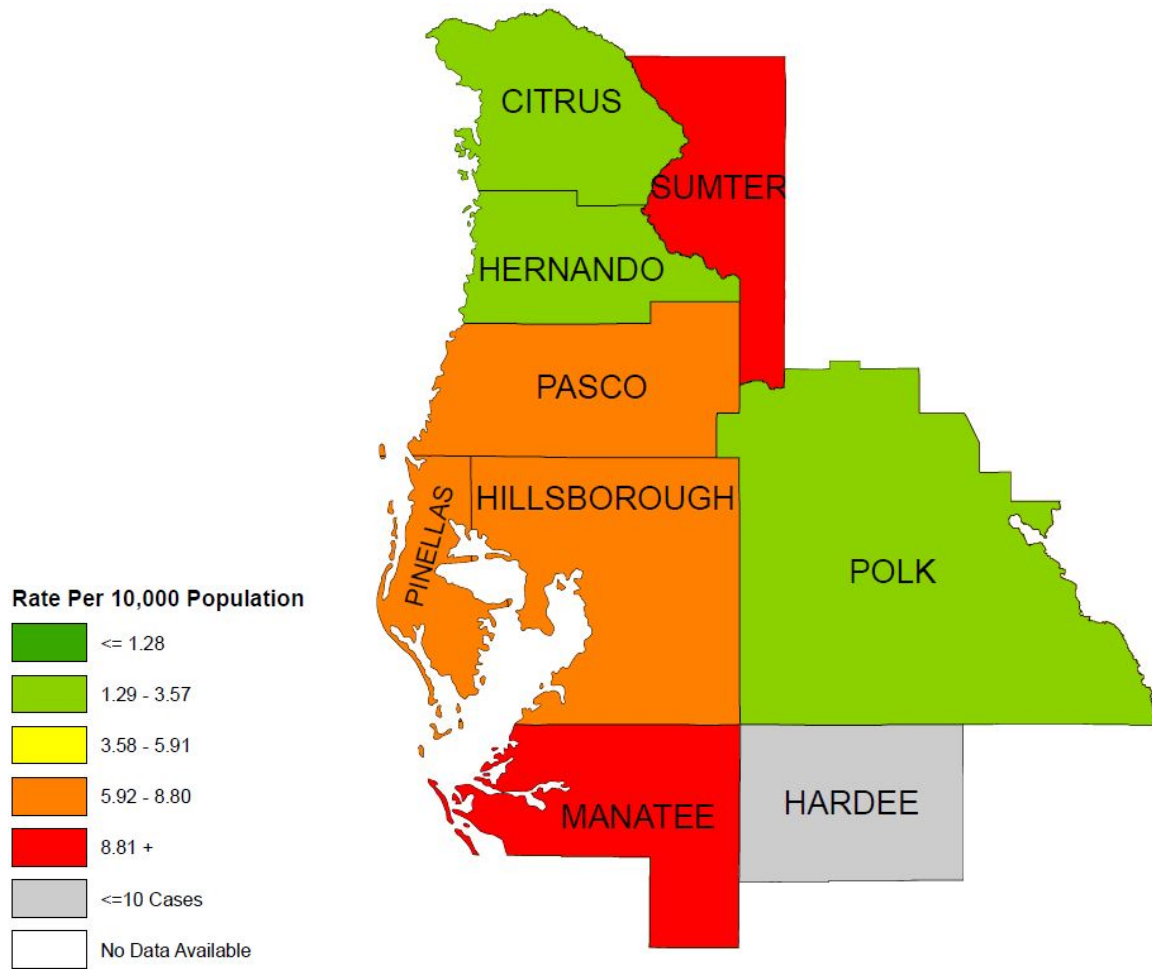 CITRUS
SUMTER
HERNANDO
PASCO
HILLSBOROUGH
PINELLAS
POLK
MANATEE
HARDEE
Rate Per 10,000 Population
<= 1.28
1.29 - 3.57
3.58 - 5.91
5.92 - 8.80
8.81 +
<=10 Cases
No Data Available